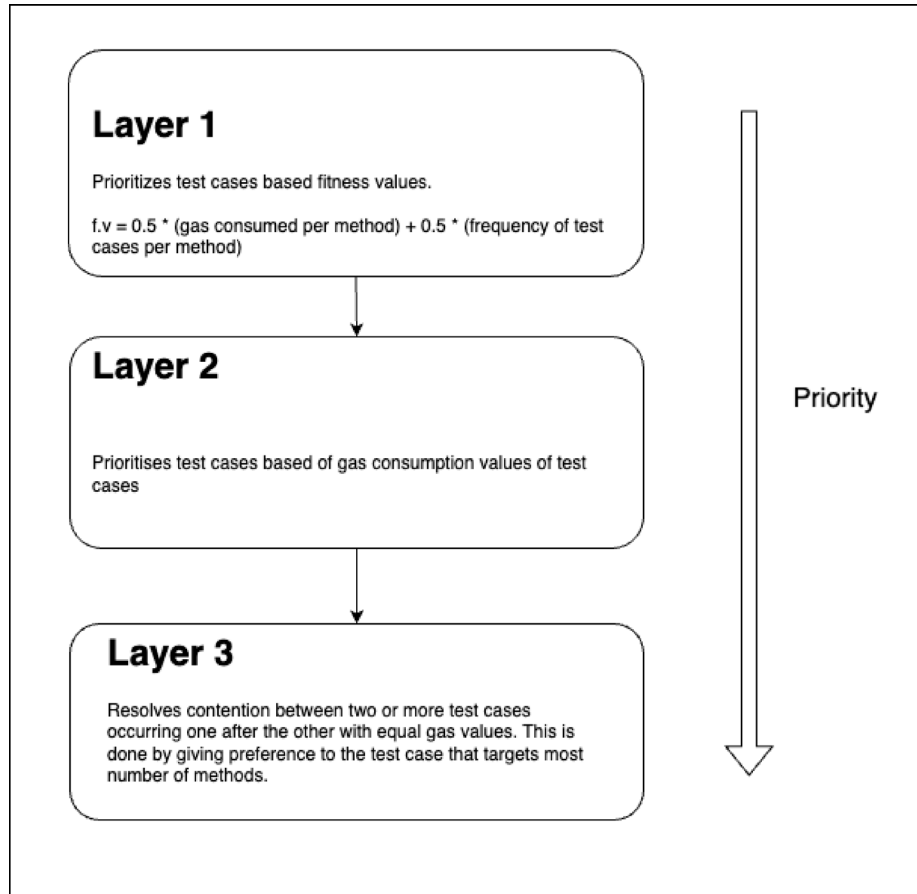 Layer 1
Prioritizes test cases based fitness values.
f.v = 0.5 * (gas consumed per method) + 0.5 * (frequency of test
cases per method)
Layer 2
Prioritises test cases based of gas consumption values of test
cases
Priority
Layer 3
Resolves contention between two or more test cases
occurring one after the other with equal gas values. This is
done by giving preference to the test case that targets most
number of methods.